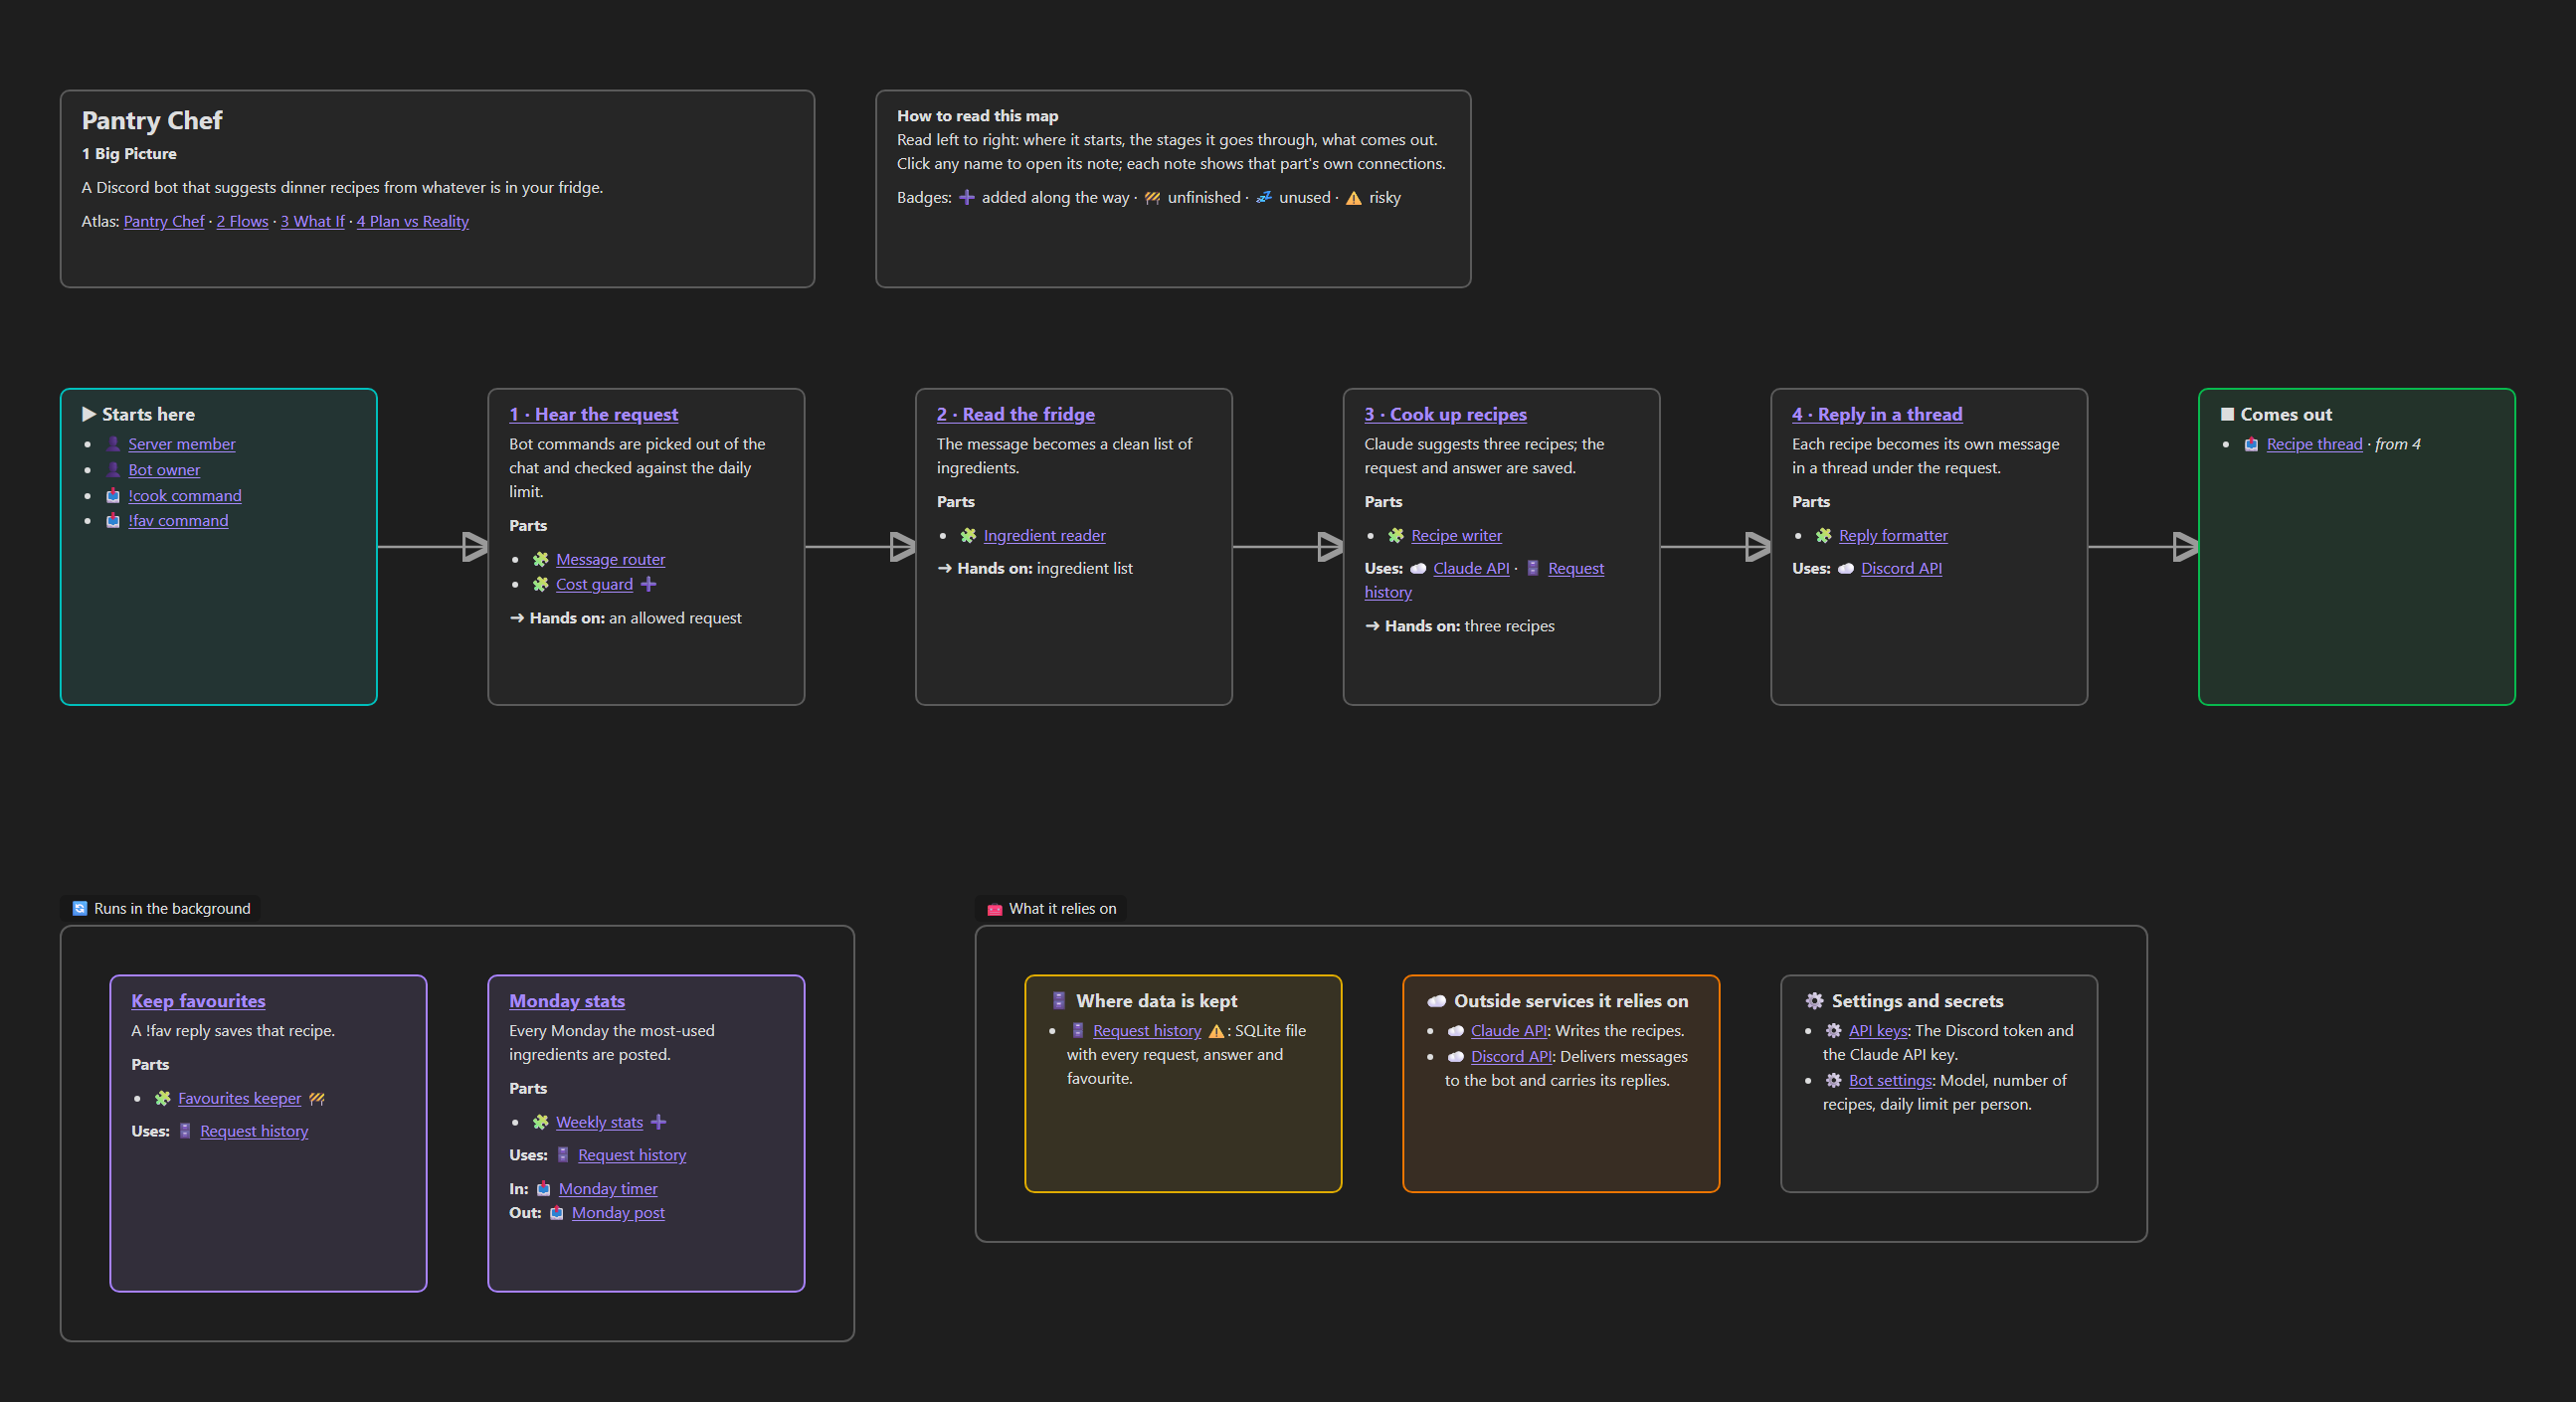 Pantry Chef
1 Big Picture
A Discord bot that suggests dinner recipes from whatever is in your fridge.
Atlas: Pantry Chef · 2 Flows · 3 What If · 4 Plan vs Reality
How to read this map
Read left to right: where it starts, the stages it goes through, what comes out.
Click any name to open its note; each note shows that part's own connections.
Badges: ➕ added along the way · 🚧 unfinished · 💤 unused · ⚠️ risky
▶ Starts here
👤 Server member
👤 Bot owner
📥 !cook command
📥 !fav command
1 · Hear the request
Bot commands are picked out of the
chat and checked against the daily
limit.
Parts
🧩 Message router
🧩 Cost guard ➕
➜ Hands on: an allowed request
2 · Read the fridge
The message becomes a clean list of
ingredients.
Parts
🧩 Ingredient reader
➜ Hands on: ingredient list
3 · Cook up recipes
Claude suggests three recipes; the
request and answer are saved.
Parts
🧩 Recipe writer
Uses: ☁️ Claude API · 🗄️ Request
history
➜ Hands on: three recipes
4 · Reply in a thread
Each recipe becomes its own message
in a thread under the request.
Parts
🧩 Reply formatter
Uses: ☁️ Discord API
■ Comes out
📤 Recipe thread · from 4
🔄 Runs in the background
Keep favourites
A !fav reply saves that recipe.
Parts
🧩 Favourites keeper 🚧
Uses: 🗄️ Request history
Monday stats
Every Monday the most-used
ingredients are posted.
Parts
🧩 Weekly stats ➕
Uses: 🗄️ Request history
In: 📥 Monday timer
Out: 📤 Monday post
🧰 What it relies on
🗄️ Where data is kept
🗄️ Request history ⚠️: SQLite file
with every request, answer and
favourite.
☁️ Outside services it relies on
☁️ Claude API: Writes the recipes.
☁️ Discord API: Delivers messages
to the bot and carries its replies.
⚙️ Settings and secrets
⚙️ API keys: The Discord token and
the Claude API key.
⚙️ Bot settings: Model, number of
recipes, daily limit per person.